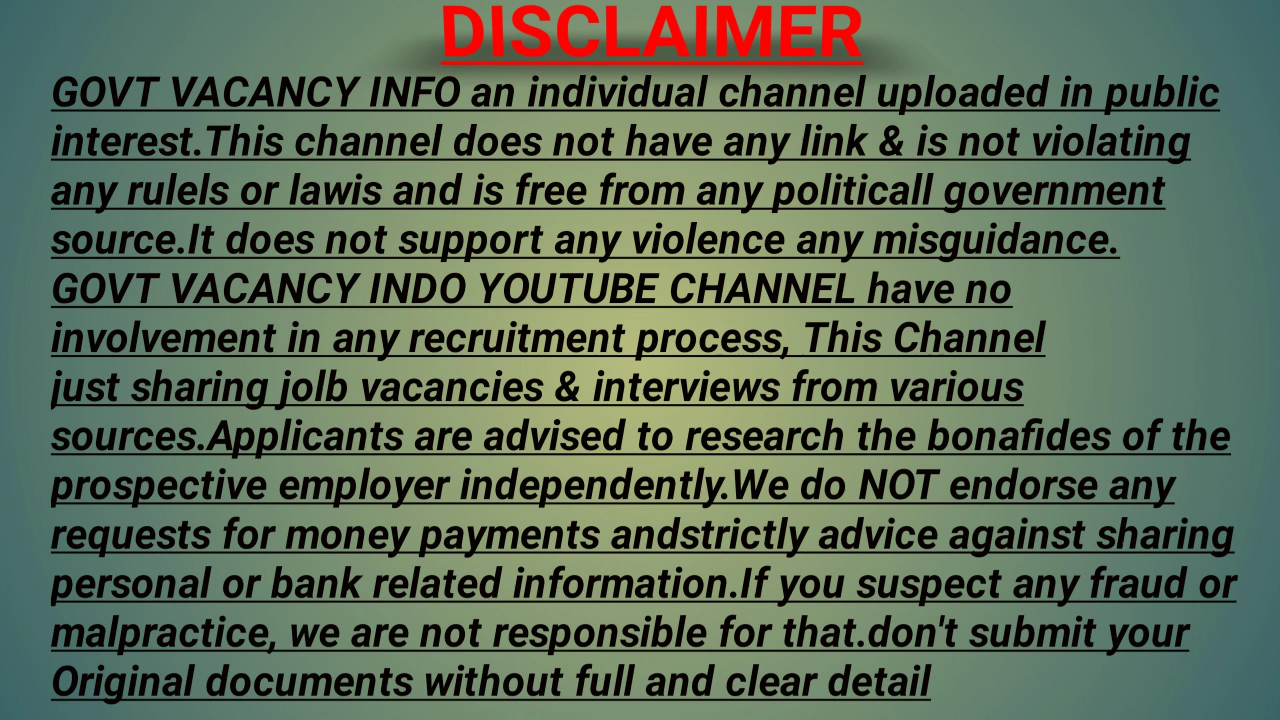 DISCLAIMER
GOVT VACANCY INFO an individual channel uploaded in public
interest.This channel does not have any link & is not violating
any rulels or lawis and is free from any politicall government
source.It does not support any violence any misguidance.
GOVT VACANCY INDO YOUTUBE CHANNEL have no
involvement in any recruitment process, This Channel
just sharing jolb vacancies & interviews from various
sources.Applicants are advised to research the bonafides of the
prospective employer independently.We do NOT endorse any
requests for money payments andstrictly advice against sharing
personal or bank related information.If you suspect any fraud or
malpractice, we are not responsible for that.don't submit your
Original documents without full and clear detail